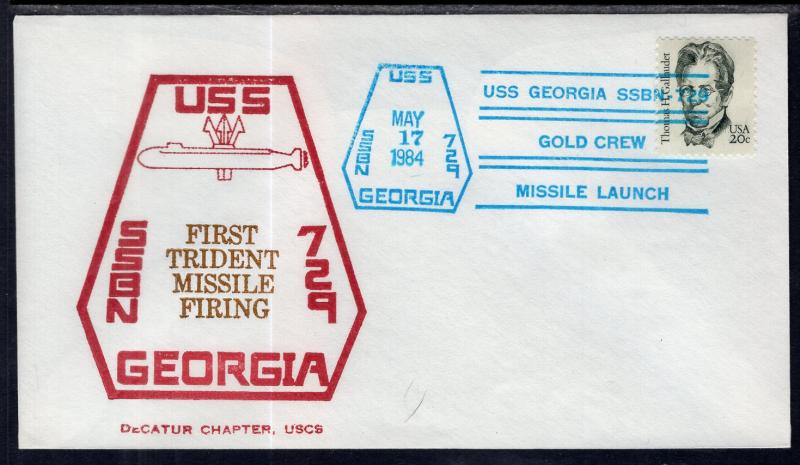 USS
FIRST
TRIDENT
MISSILE
FIRING
SSBN
729
GEORGIA
DECATUR CHAPTER, USCS
USS
MAY
17
1984
SSBN
729
GEORGIA
USS GEORGIA SSBN 729
GOLD CREW
MISSILE LAUNCH
Thomas H. Gallaudet
USA
20c